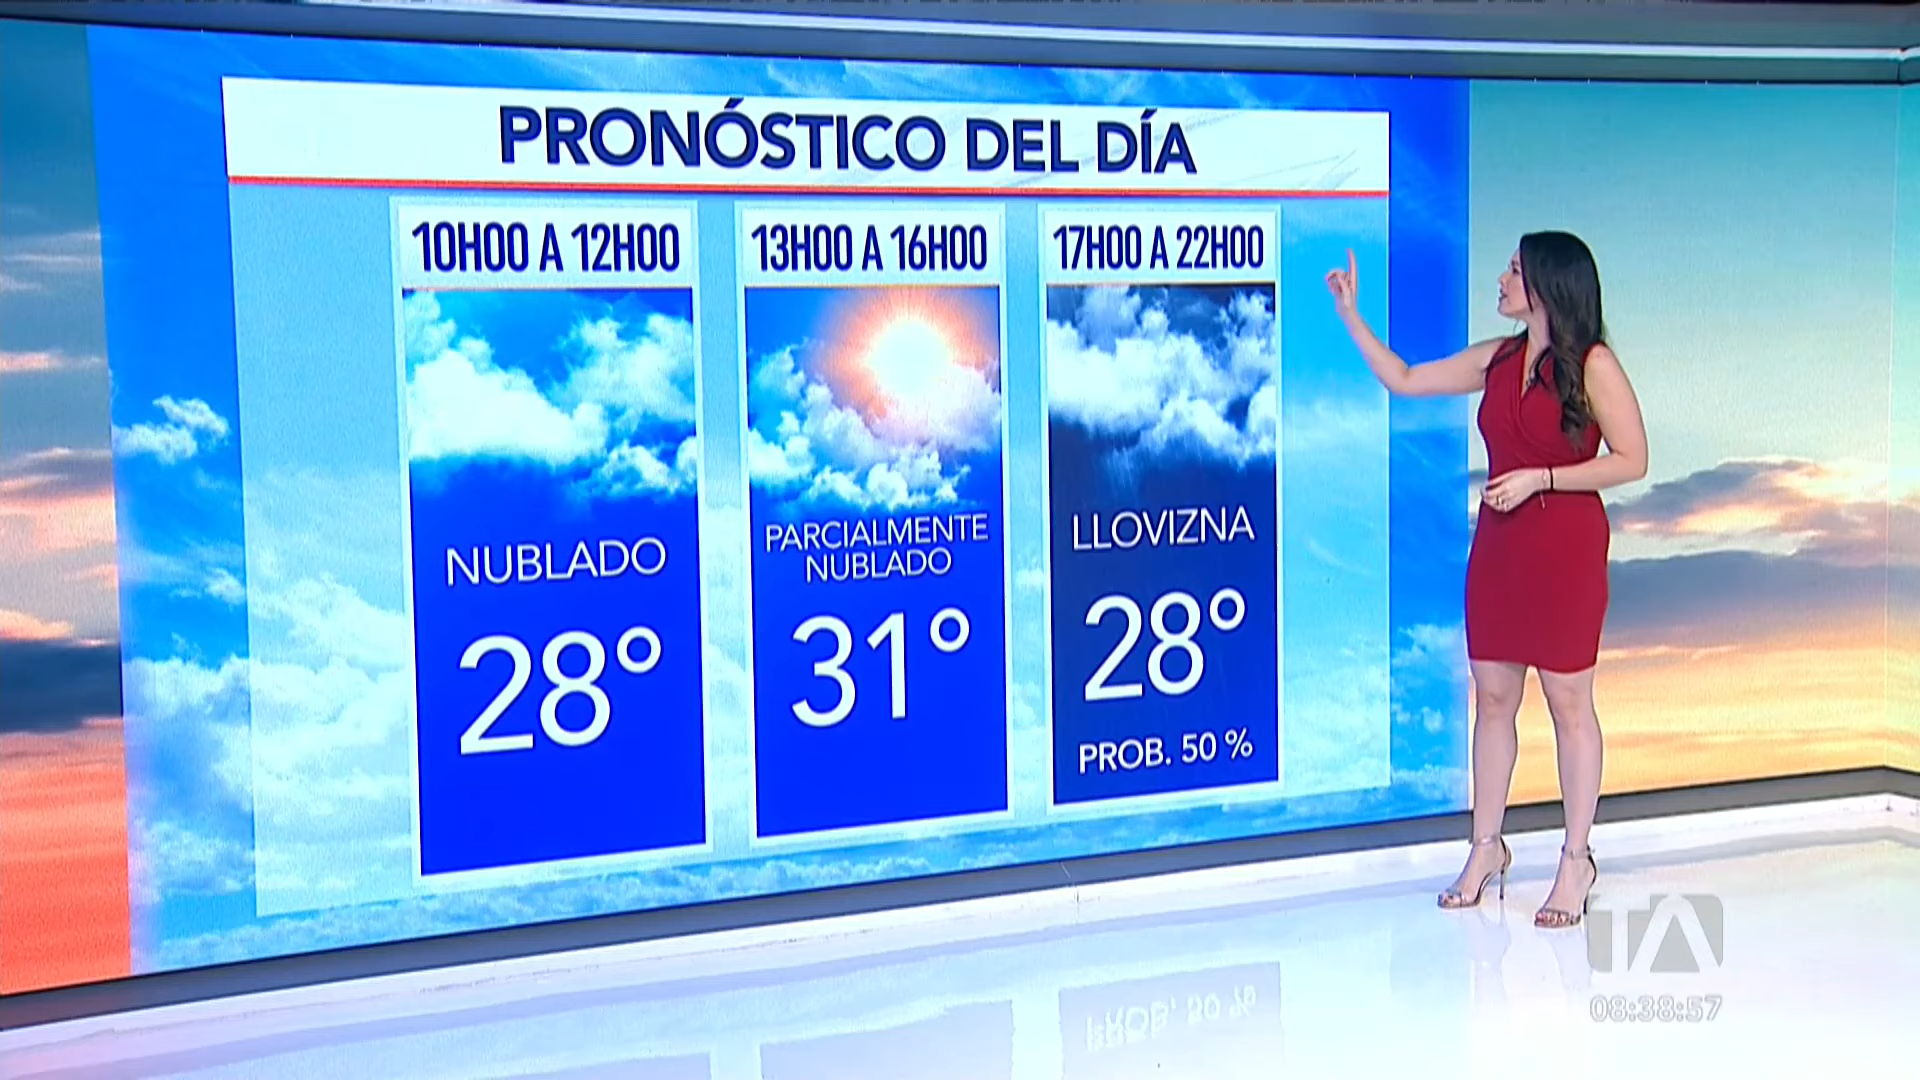 PRONÓSTICO DEL DÍA
10H00 A 12H00
NUBLADO
28°
13H00 A 16H00
PARCIALMENTE
NUBLADO
31°
17H00 A 22H00
LLOVIZNA
28°
PROB. 50 %
TA
08:38:57